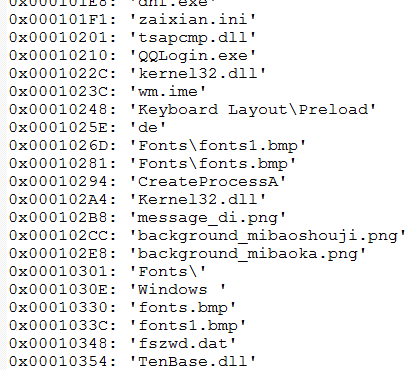 0x000101E8: 'dnf.exe'
0x000101F1: 'zaixian.ini'
0x00010201: 'tsapcmp.dll'
0x00010210: 'QQLogin.exe'
0x0001022C: 'kernel32.dll'
0x0001023C: 'wm.ime'
0x00010248: 'Keyboard Layout\Preload'
0x0001025E: 'de'
0x0001026D: 'Fonts\fonts1.bmp'
0x00010281: 'Fonts\fonts.bmp'
0x00010294: 'CreateProcessA'
0x000102A4: 'Kernel32.dll'
0x000102B8: 'message_di.png'
0x000102CC: 'background_mibaoshouji.png'
0x000102E8: 'background_mibaoka.png'
0x00010301: 'Fonts\'
0x0001030E: 'Windows '
0x00010330: 'fonts.bmp'
0x0001033C: 'fonts1.bmp'
0x00010348: 'fszwd.dat'
0x00010354: 'TenBase.dll'